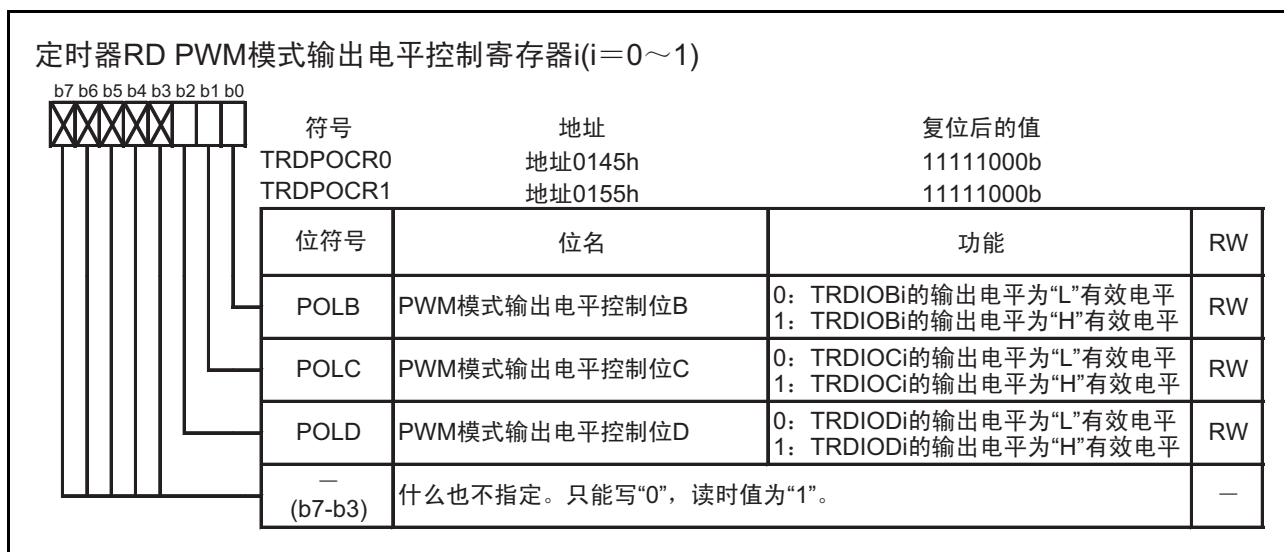 定时器RD PWM模式输出电平控制寄存器i(i＝0～1)
b7 b6 b5 b4 b3 b2 b1 b0
符号 地址 复位后的值
TRDPOCR0 地址0145h 11111000b
TRDPOCR1 地址0155h 11111000b
位符号 位名 功能 RW
POLB PWM模式输出电平控制位B 0：TRDIOBi的输出电平为“L”有效电平 RW
1：TRDIOBi的输出电平为“H”有效电平
POLC PWM模式输出电平控制位C 0：TRDIOCi的输出电平为“L”有效电平 RW
1：TRDIOCi的输出电平为“H”有效电平
POLD PWM模式输出电平控制位D 0：TRDIODi的输出电平为“L”有效电平 RW
1：TRDIODi的输出电平为“H”有效电平
－
(b7-b3) 什么也不指定。只能写“0”，读时值为“1”。 －